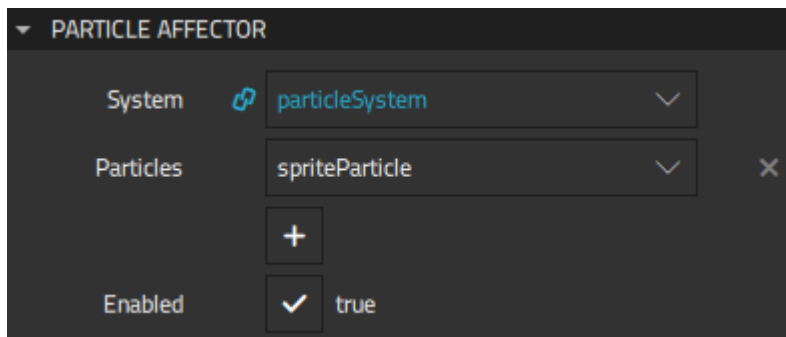 PARTICLE AFFECTOR
System particleSystem
Particles spriteParticle
Enabled true